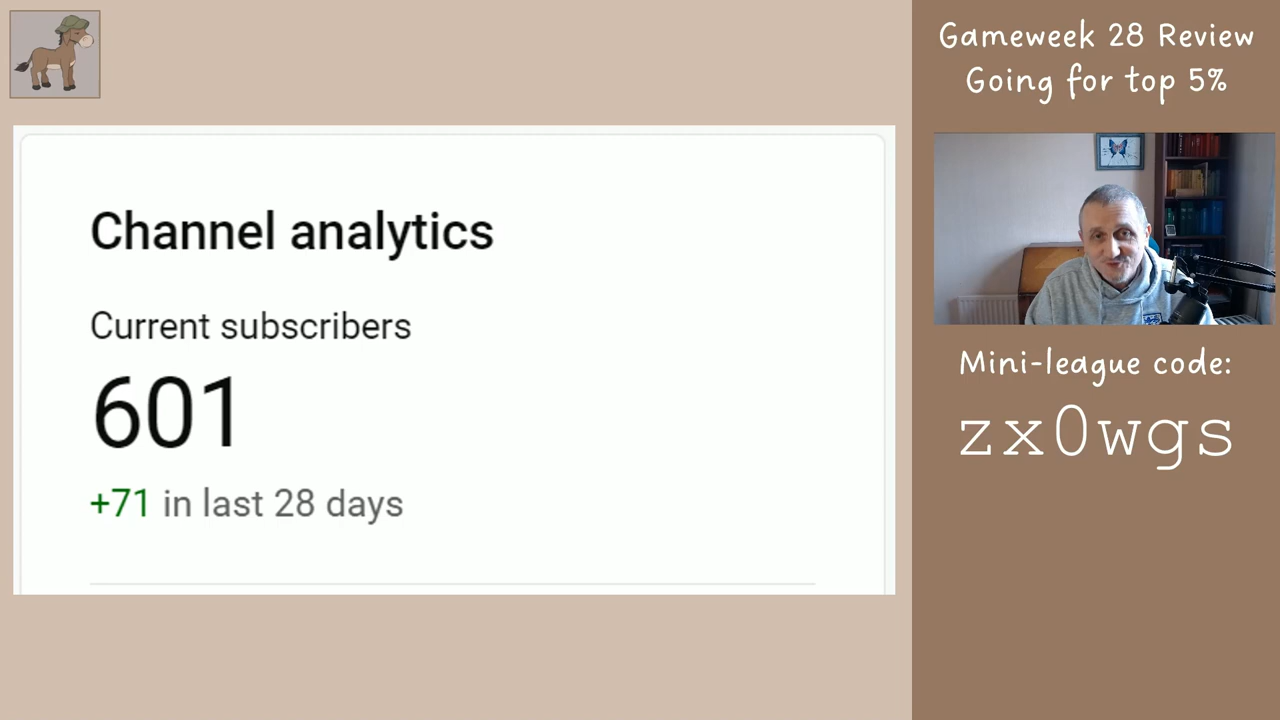 Gameweek 28 Review
Going for top 5%
Channel analytics
Current subscribers
601
+71 in last 28 days
Mini-league code:
zx0wgs